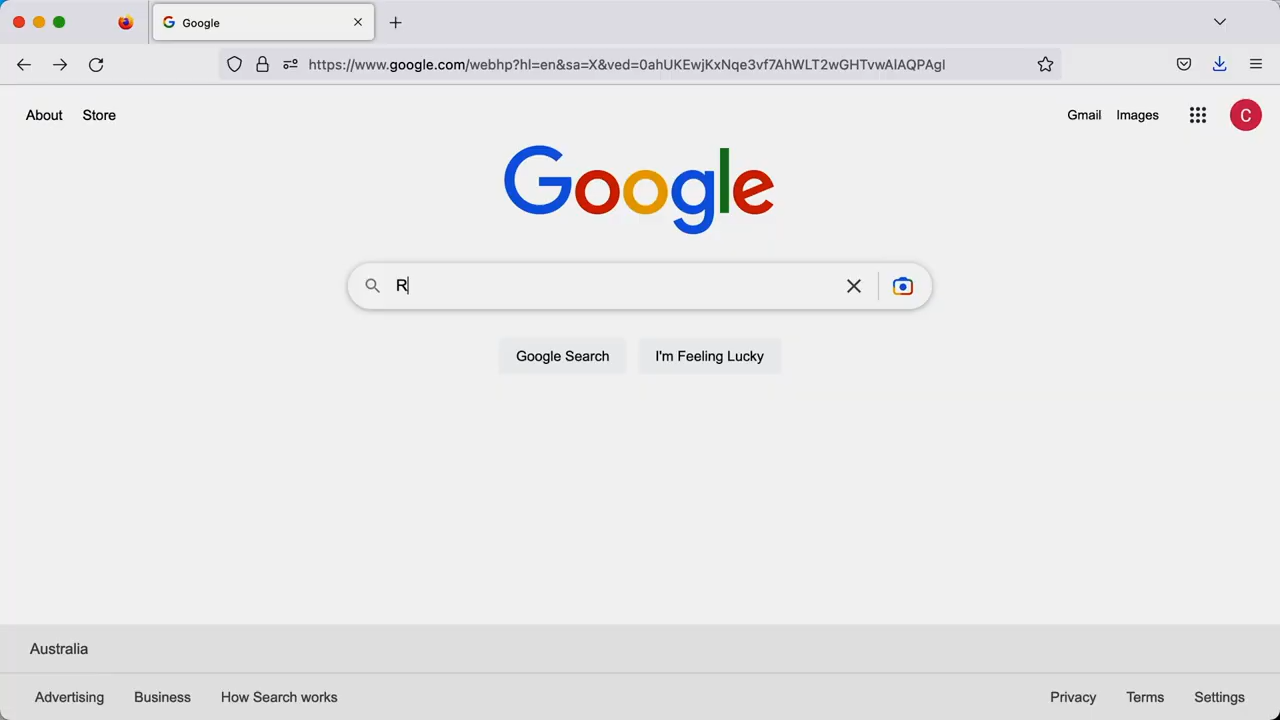 Google
https://www.google.com/webhp?hl=en&sa=X&ved=0ahUKEwjKxNqe3vf7AhWLT2wGHTvwAlAQPAgI
About Store Gmail Images C
Google
R
Google Search I'm Feeling Lucky
Australia
Advertising Business How Search works Privacy Terms Settings